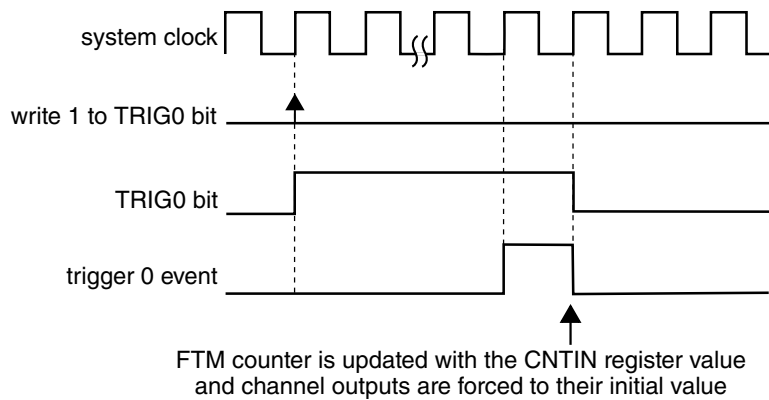 system clock
write 1 to TRIG0 bit
TRIG0 bit
trigger 0 event
FTM counter is updated with the CNTIN register value
and channel outputs are forced to their initial value